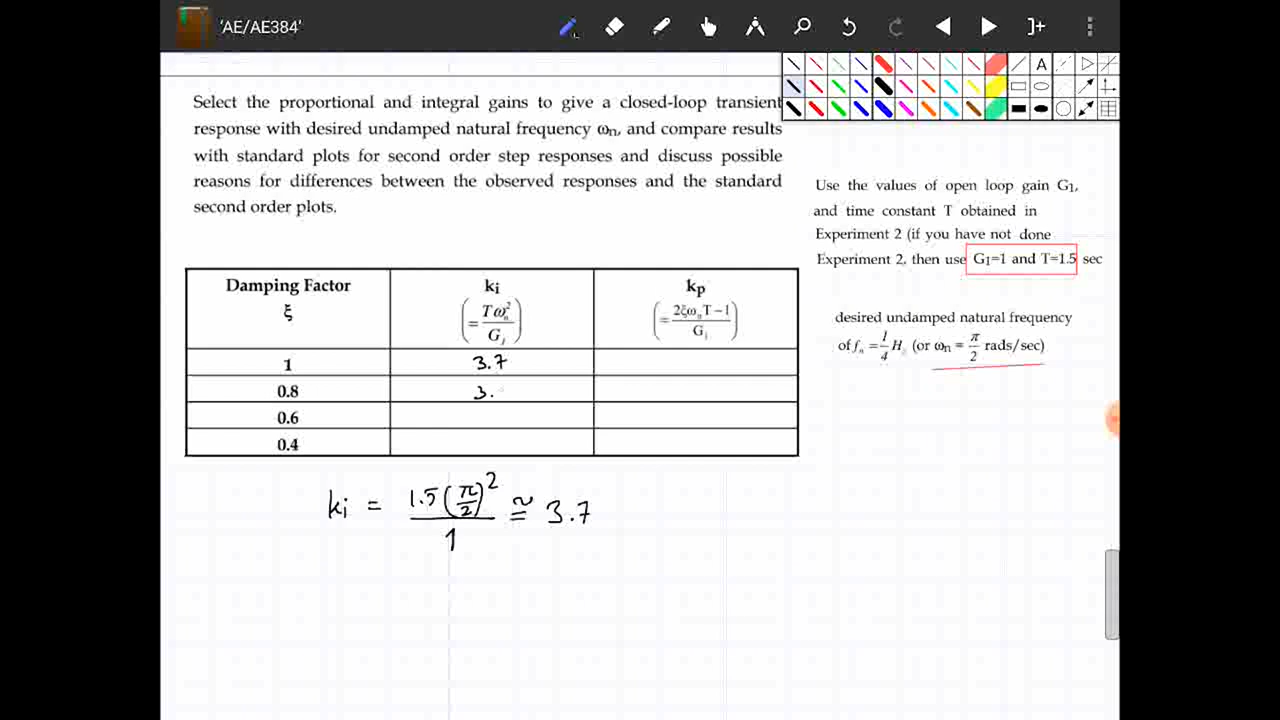 'AE/AE384'
Select the proportional and integral gains to give a closed-loop transient
response with desired undamped natural frequency ωn, and compare results
with standard plots for second order step responses and discuss possible
reasons for differences between the observed responses and the standard
second order plots.
Use the values of open loop gain G1,
and time constant T obtained in
Experiment 2 (if you have not done
Experiment 2, then use G1=1 and T=1.5 sec
desired undamped natural frequency
of fn = 1/4 Hz (or ωn = π/2 rads/sec)
Damping Factor ki kp
ξ (= Tωn²/G1) (= 2ξωnT−1/G1)
1 3.7
0.8 3.
0.6
0.4
ki = 1.5(π/2)²/1 ≅ 3.7